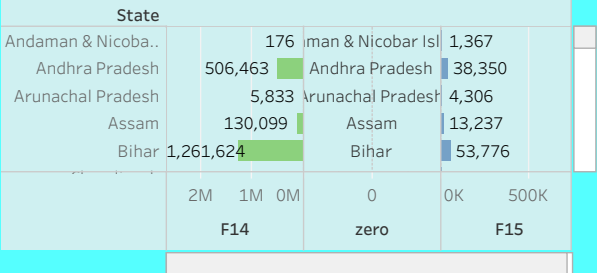 State
Andaman & Nicoba.. 176 man & Nicobar Isl 1,367
Andhra Pradesh 506,463 Andhra Pradesh 38,350
Arunachal Pradesh 5,833 Arunachal Pradesh 4,306
Assam 130,099 Assam 13,237
Bihar 1,261,624 Bihar 53,776
2M 1M 0M 0 0K 500K
F14 zero F15